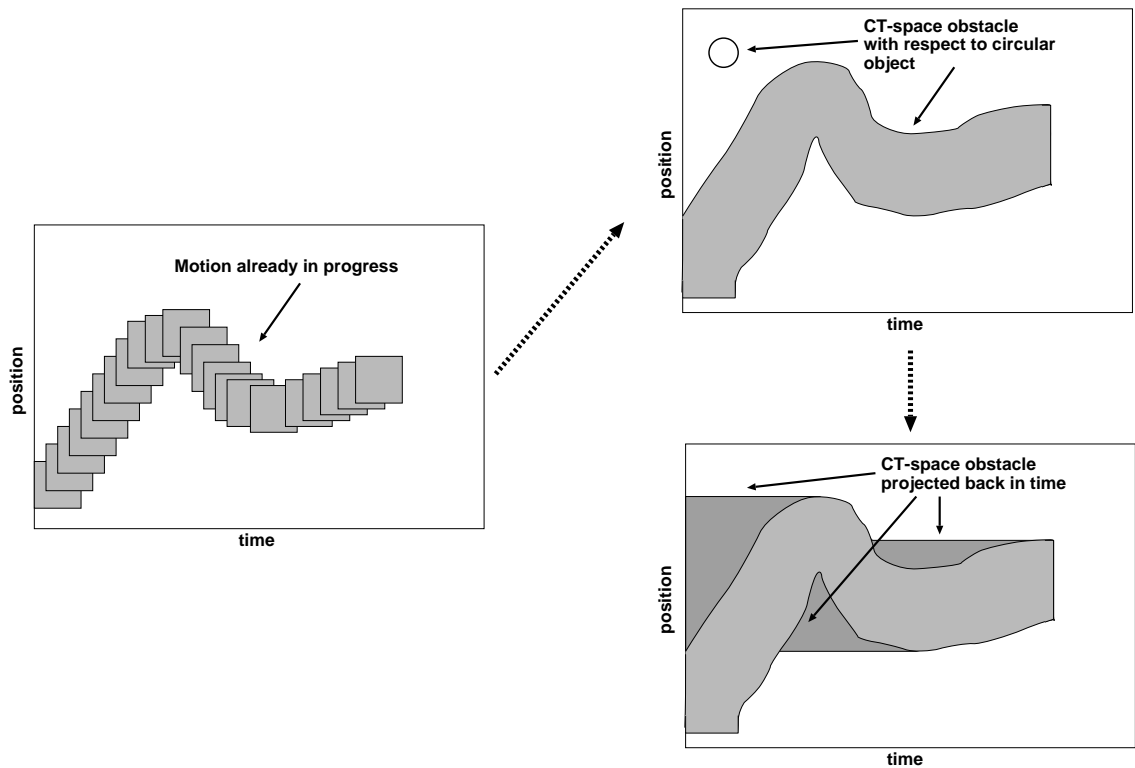 Motion already in progress
position
time
CT-space obstacle
with respect to circular
object
position
time
CT-space obstacle
projected back in time
position
time